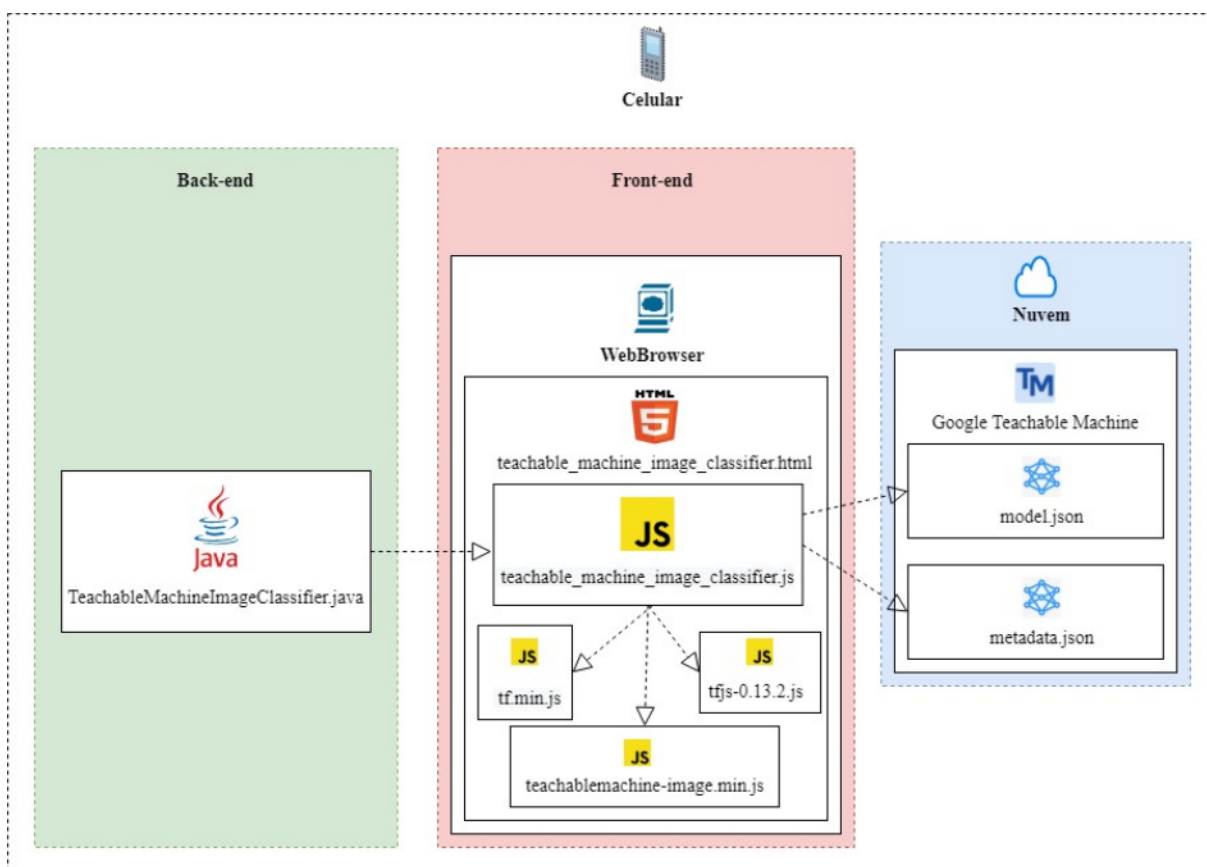 Celular
Back-end
Java
TeachableMachineImageClassifier.java
Front-end
WebBrowser
HTML
5
teachable_machine_image_classifier.html
JS
teachable_machine_image_classifier.js
JS
tf.min.js
JS
tfjs-0.13.2.js
JS
teachablemachine-image.min.js
Nuvem
TM
Google Teachable Machine
model.json
metadata.json